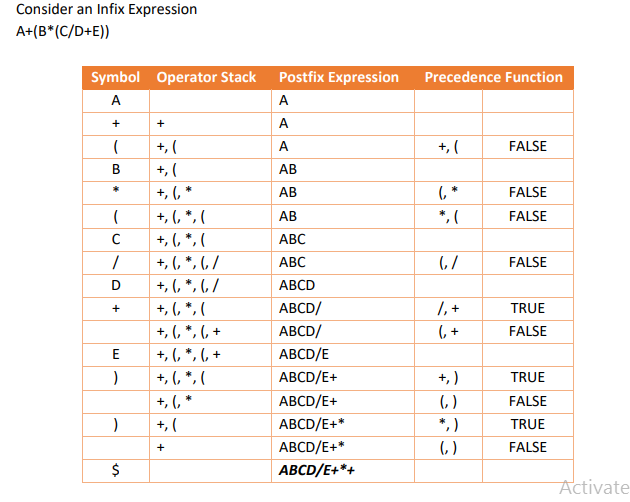 Consider an Infix Expression
A+(B*(C/D+E))
Symbol Operator Stack Postfix Expression Precedence Function
A A
+ + A
( +, ( A +, ( FALSE
B +, ( AB
* +, (, * AB (, * FALSE
( +, (, *, ( AB *, ( FALSE
C +, (, *, ( ABC
/ +, (, *, (, / ABC (, / FALSE
D +, (, *, (, / ABCD
+ +, (, *, ( ABCD/ /, + TRUE
+, (, *, (, + ABCD/ (, + FALSE
E +, (, *, (, + ABCD/E
) +, (, *, ( ABCD/E+ +, ) TRUE
+, (, * ABCD/E+ (, ) FALSE
) +, ( ABCD/E+* *, ) TRUE
+ ABCD/E+* (, ) FALSE
$ ABCD/E+*+
Activate